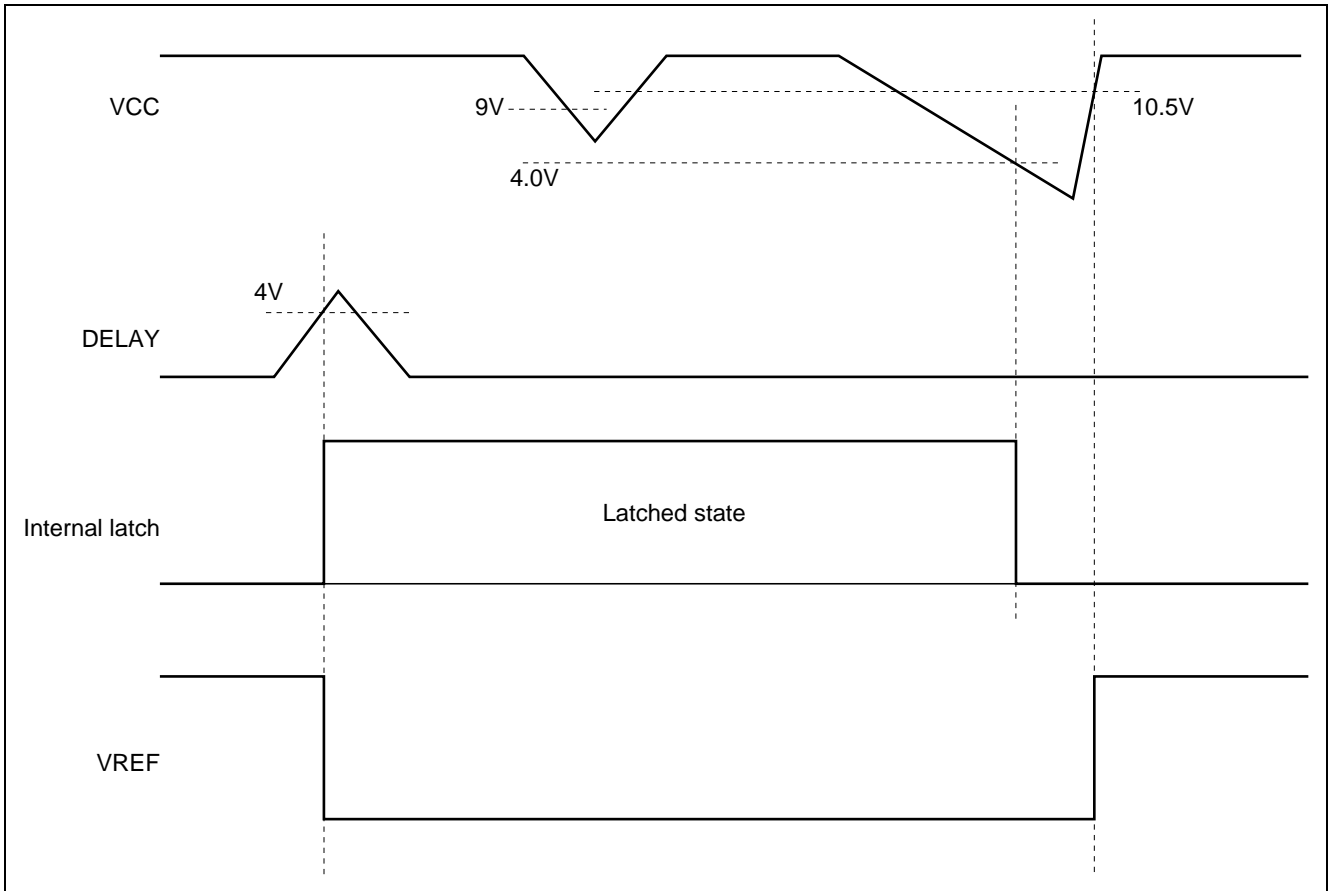 VCC
9V
10.5V
4.0V
4V
DELAY
Latched state
Internal latch
VREF